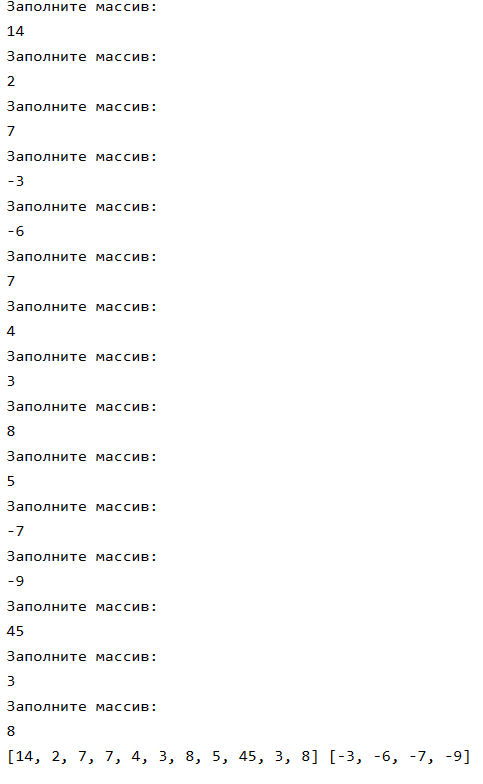 Заполните массив:
14
Заполните массив:
2
Заполните массив:
7
Заполните массив:
-3
Заполните массив:
-6
Заполните массив:
7
Заполните массив:
4
Заполните массив:
3
Заполните массив:
8
Заполните массив:
5
Заполните массив:
-7
Заполните массив:
-9
Заполните массив:
45
Заполните массив:
3
Заполните массив:
8
[14, 2, 7, 7, 4, 3, 8, 5, 45, 3, 8] [-3, -6, -7, -9]